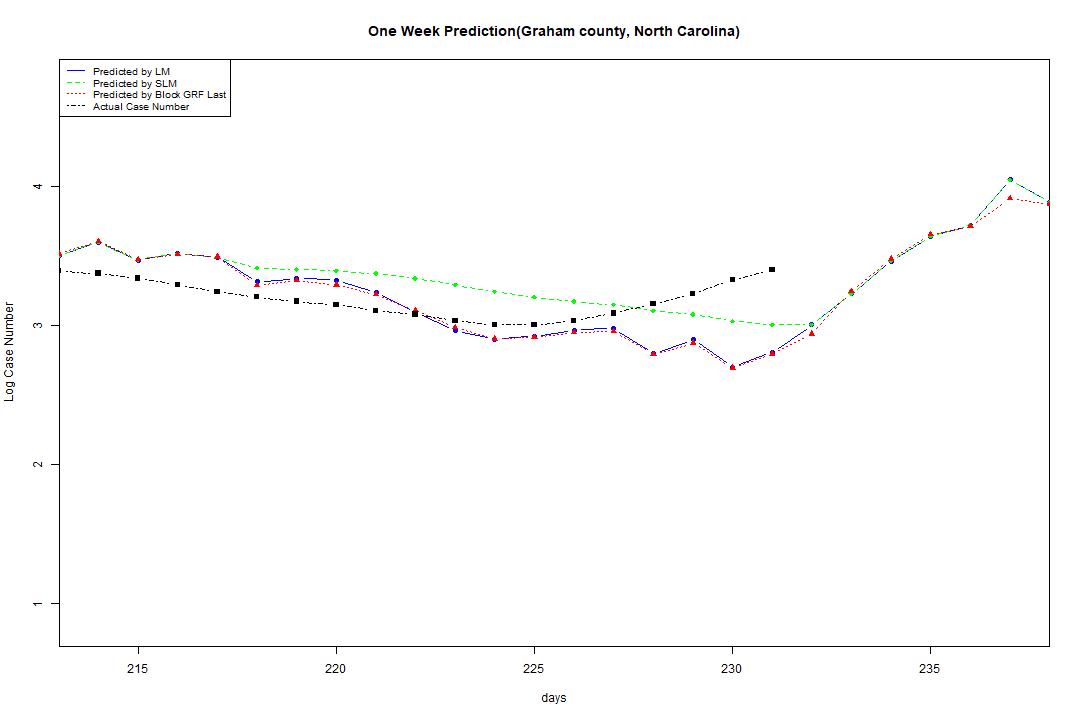 One Week Prediction(Graham county, North Carolina)
Predicted by LM
Predicted by SLM
Predicted by Block GRF Last
Actual Case Number
4
3
2
1
Log Case Number
215 220 225 230 235
days